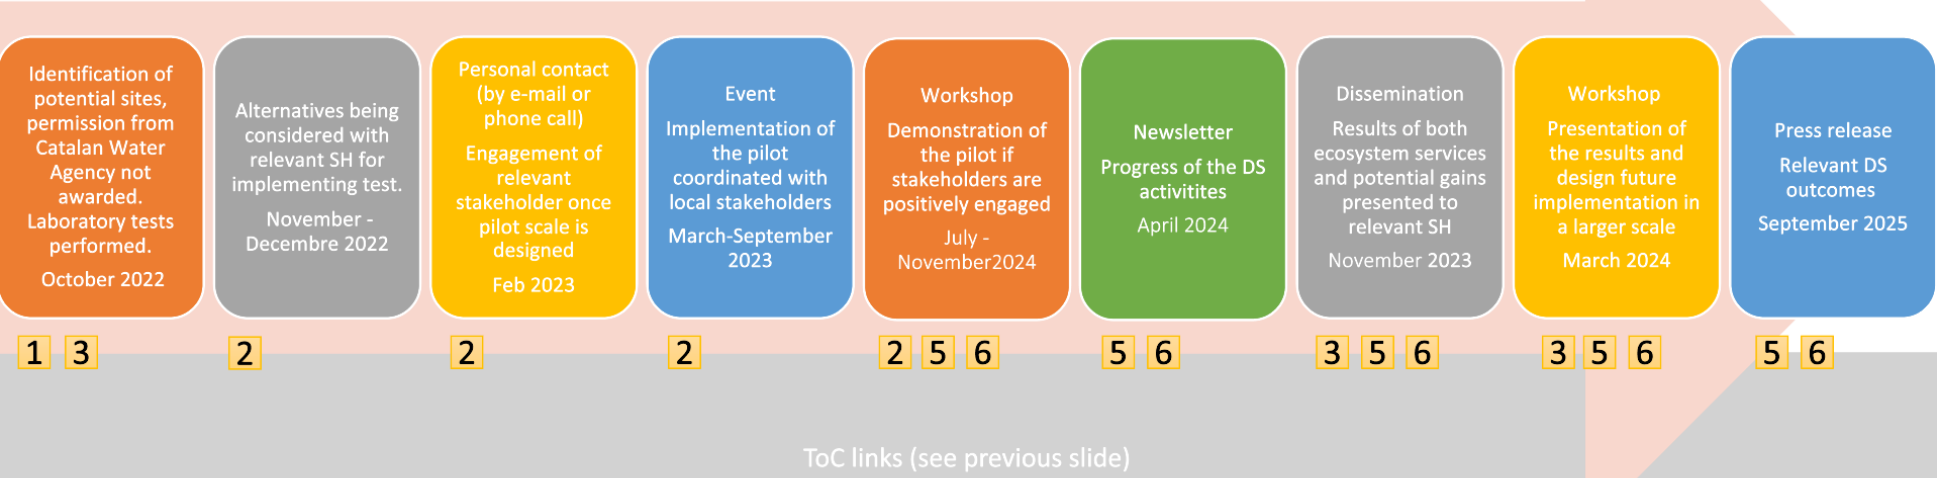 Identification of
potential sites,
permission from
Catalan Water
Agency not
awarded.
Laboratory tests
performed.
October 2022
Alternatives being
considered with
relevant SH for
implementing test.
November -
Decembre 2022
Personal contact
(by e-mail or
phone call)
Engagement of
relevant
stakeholder once
pilot scale is
designed
Feb 2023
Event
Implementation of
the pilot
coordinated with
local stakeholders
March-September
2023
Workshop
Demonstration of
the pilot if
stakeholders are
positively engaged
July -
November2024
Newsletter
Progress of the DS
activitites
April 2024
Dissemination
Results of both
ecosystem services
and potential gains
presented to
relevant SH
November 2023
Workshop
Presentation of
the results and
design future
implementation in
a larger scale
March 2024
Press release
Relevant DS
outcomes
September 2025
1 3
2
2
2
2 5 6
5 6
3 5 6
3 5 6
5 6
ToC links (see previous slide)